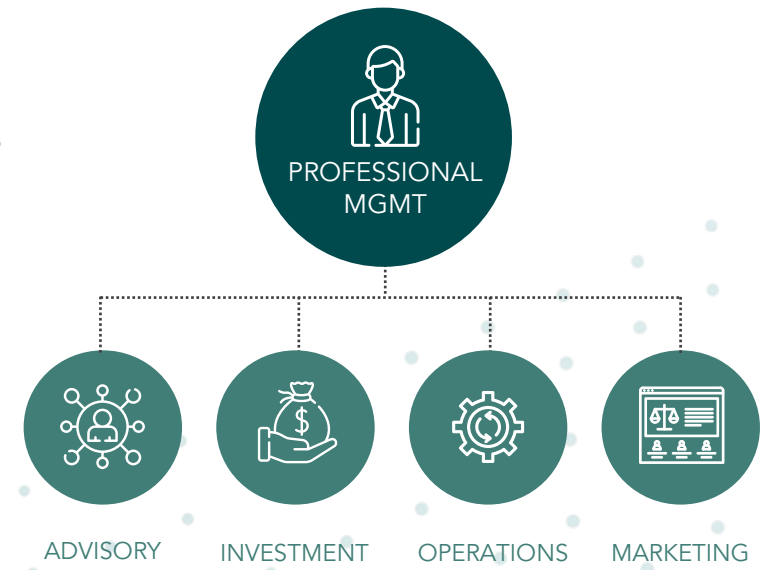 PROFESSIONAL
MGMT
$
ADVISORY
INVESTMENT
OPERATIONS
MARKETING